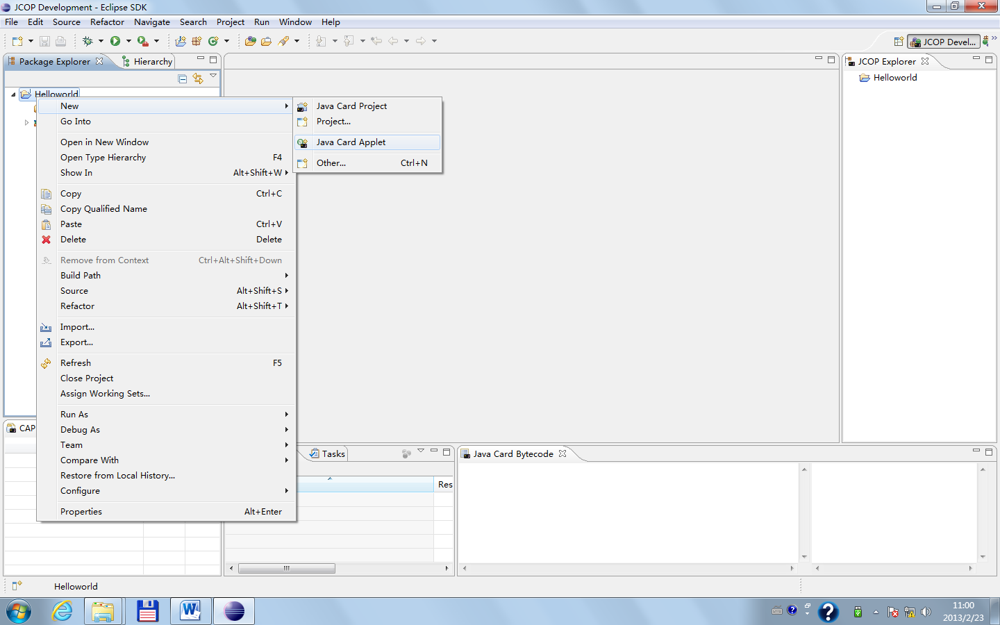 JCOP Development - Eclipse SDK
File Edit Source Refactor Navigate Search Project Run Window Help
JCOP Devel...
Package Explorer
Hierarchy
JCOP Explorer
Helloworld
Helloworld
New
Go Into
Open in New Window
Open Type Hierarchy F4
Show In Alt+Shift+W
Copy Ctrl+C
Copy Qualified Name
Paste Ctrl+V
Delete Delete
Remove from Context Ctrl+Alt+Shift+Down
Build Path
Source Alt+Shift+S
Refactor Alt+Shift+T
Import...
Export...
Refresh F5
Close Project
Assign Working Sets...
Run As
Debug As
Team
Compare With
Restore from Local History...
Configure
Properties Alt+Enter
Java Card Project
Project...
Java Card Applet
Other... Ctrl+N
CAP
Tasks
Res
Java Card Bytecode
Helloworld
11:00
2013/2/23